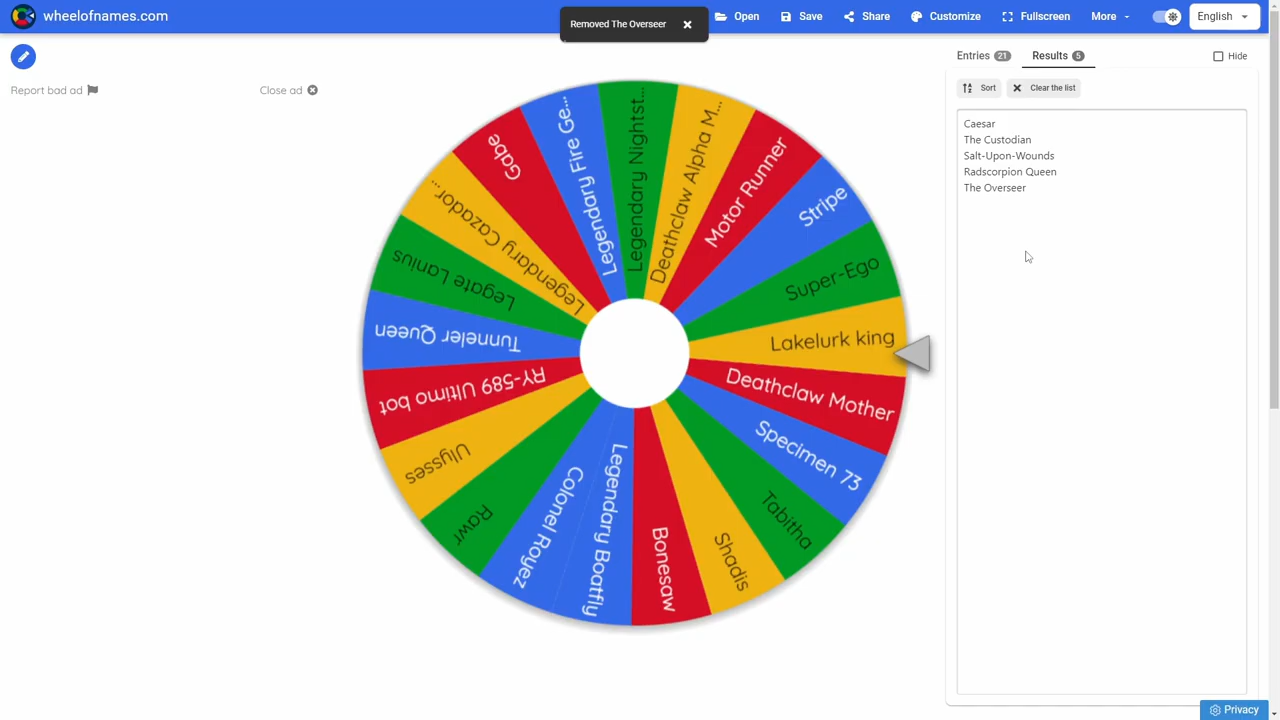 wheelofnames.com
Removed The Overseer
Open
Save
Share
Customize
Fullscreen
More
English
Report bad ad
Close ad
Entries 21
Results 5
Hide
Sort
Clear the list
Caesar
The Custodian
Salt-Upon-Wounds
Radscorpion Queen
The Overseer
Legendary Nightst...
Deathclaw Alpha M...
Motor Runner
Stripe
Super-Ego
Lakelurk king
Deathclaw Mother
Specimen 73
Tabitha
Shadis
Bonesaw
Legendary Boatfly
Colonel Royez
Rawr
Ulysses
RY-589 Ultimo bot
Tunneler Queen
Legate Lanius
Legendary Cazador...
Gabe
Legendary Fire Ge...
Privacy